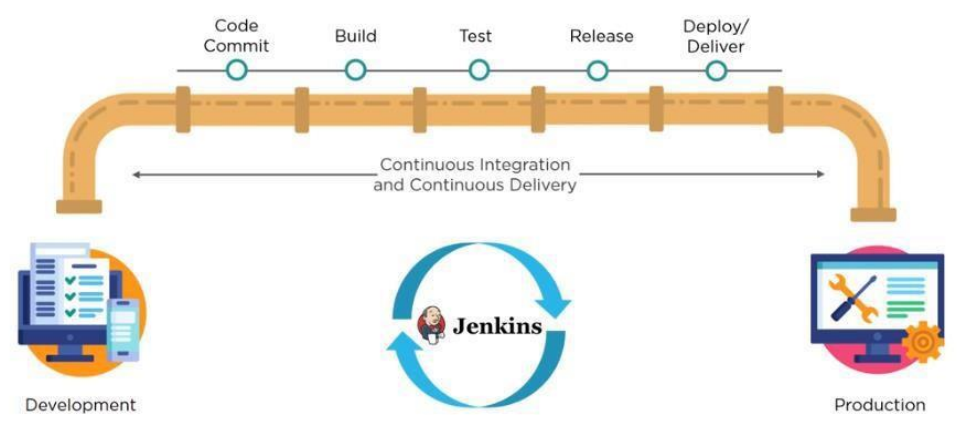 Code
Commit
Build
Test
Release
Deploy/
Deliver
Continuous Integration
and Continuous Delivery
Jenkins
Development
Production